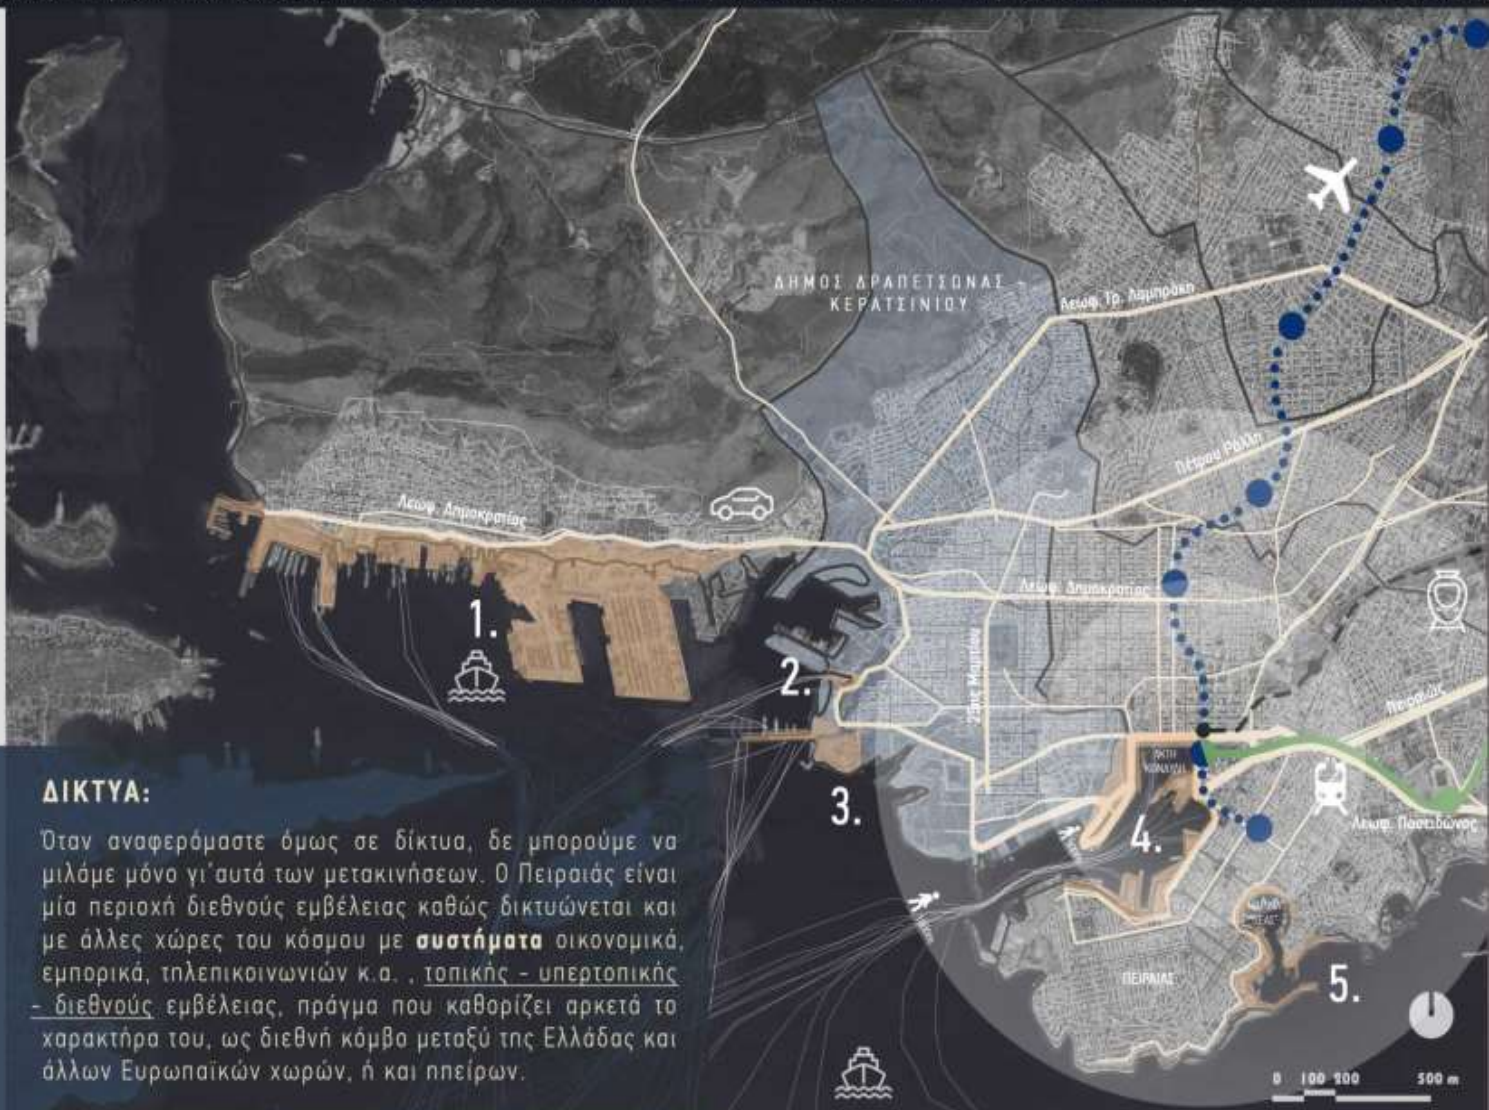 ΔΗΜΟΣ ΔΡΑΠΕΤΣΩΝΑΣ -
ΚΕΡΑΤΣΙΝΙΟΥ
Λεωφ. Τρ. Λαμπράκη
Πέτρου Ράλλη
Λεωφ. Δημοκρατίας
Λεωφ. Δημοκρατίας
1.
2.
25ης Μαρτίου
Πειραιώς
ΑΚΤΗ
3.
4.
Λεωφ. Ποσειδώνος
ΠΕΙΡΑΙΑΣ
5.
ΔΙΚΤΥΑ:
Όταν αναφερόμαστε όμως σε δίκτυα, δε μπορούμε να
μιλάμε μόνο γι'αυτά των μετακινήσεων. Ο Πειραιάς είναι
μία περιοχή διεθνούς εμβέλειας καθώς δικτυώνεται και
με άλλες χώρες του κόσμου με συστήματα οικονομικά,
εμπορικά, τηλεπικοινωνιών κ.α. , τοπικής - υπερτοπικής
- διεθνούς εμβέλειας, πράγμα που καθορίζει αρκετά το
χαρακτήρα του, ως διεθνή κόμβο μεταξύ της Ελλάδας και
άλλων Ευρωπαϊκών χωρών, ή και ηπείρων.
0 100 200 500 m